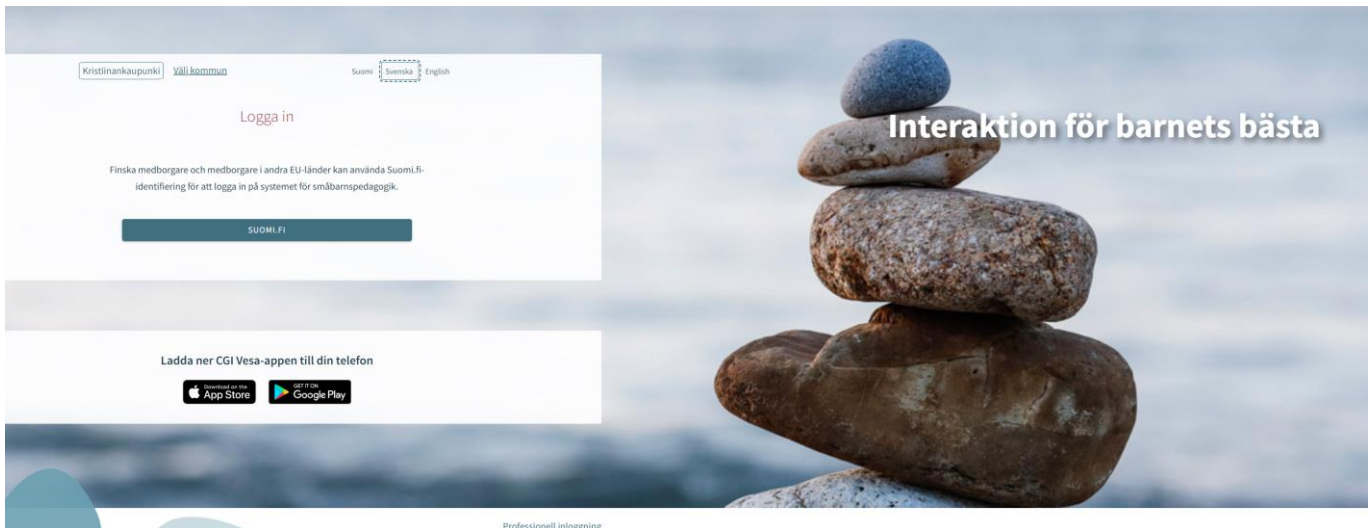 Kristiinankaupunki Välj kommun
Suomi Svenska English
Logga in
Finska medborgare och medborgare i andra EU-länder kan använda Suomi.fi-
identifiering för att logga in på systemet för småbarnspedagogik.
SUOMI.FI
Interaktion för barnets bästa
Ladda ner CGI Vesa-appen till din telefon
Download on the
App Store
GET IT ON
Google Play
Professionell inloggning